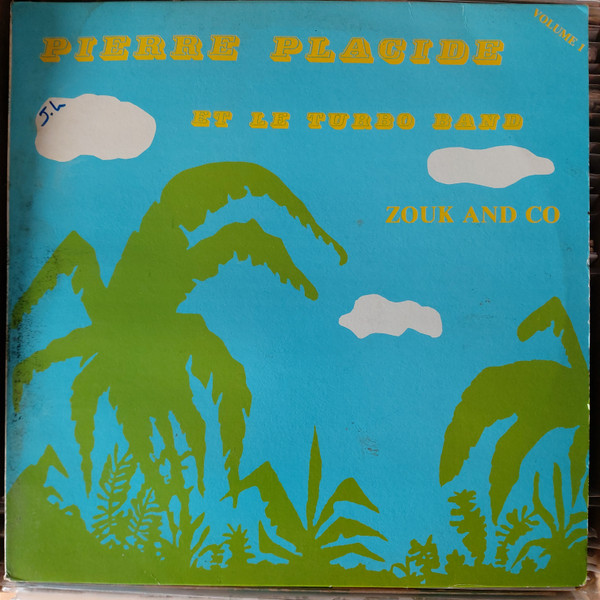 VOLUME 1
PIERRE PLACIDE
J.L
ET LE TURBO BAND
ZOUK AND CO